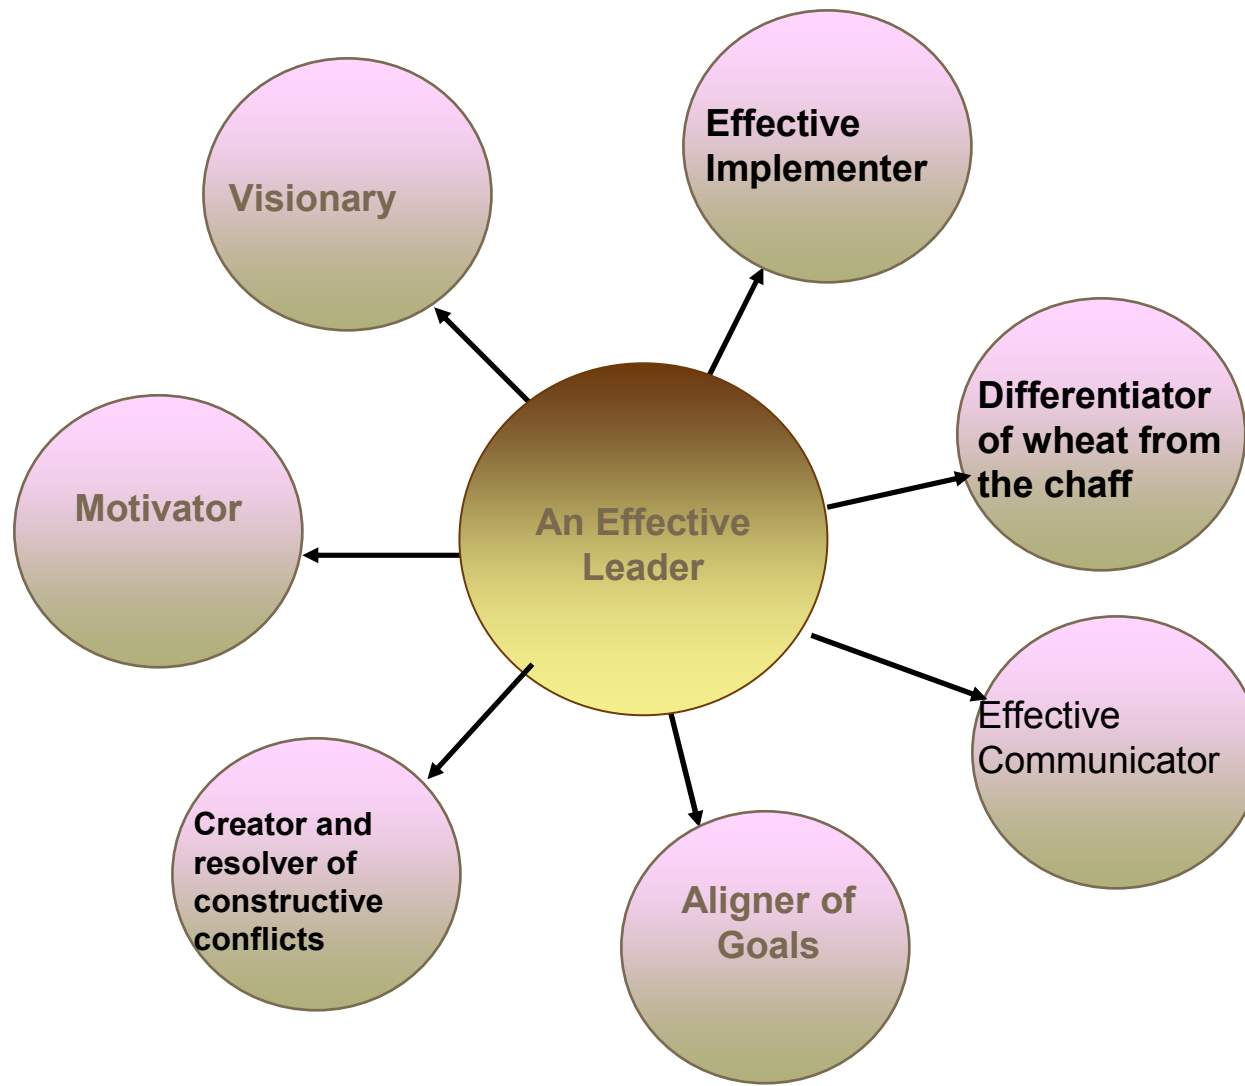 Effective
Implementer
Visionary
Differentiator
of wheat from
the chaff
Motivator
An Effective
Leader
Effective
Communicator
Creator and
resolver of
constructive
conflicts
Aligner of
Goals